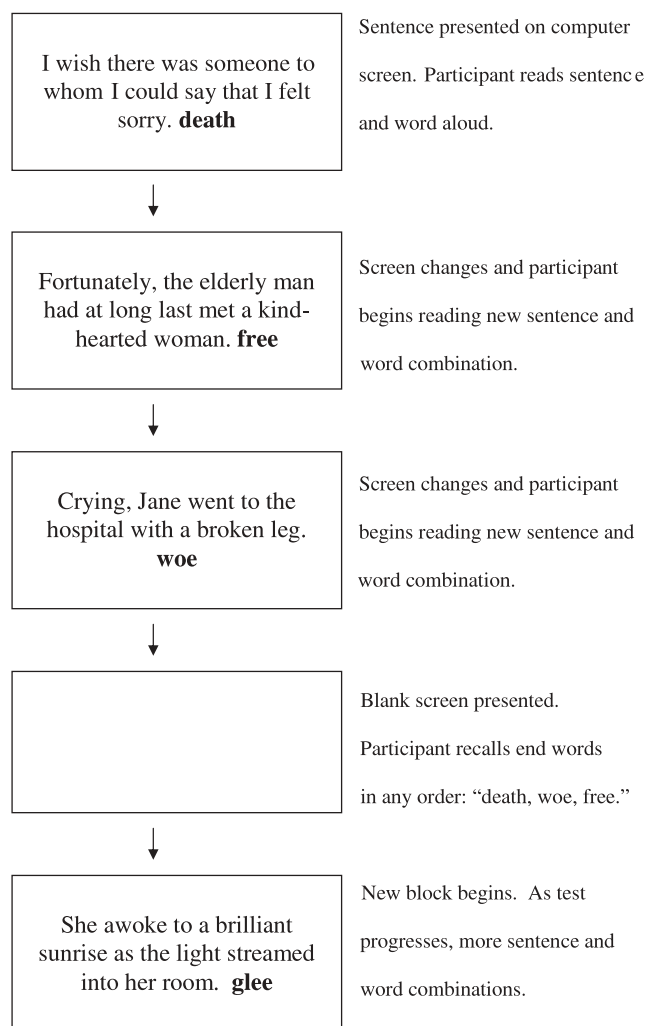 I wish there was someone to
whom I could say that I felt
sorry. death
Sentence presented on computer
screen. Participant reads sentence
and word aloud.
Fortunately, the elderly man
had at long last met a kind-
hearted woman. free
Screen changes and participant
begins reading new sentence and
word combination.
Crying, Jane went to the
hospital with a broken leg.
woe
Screen changes and participant
begins reading new sentence and
word combination.
Blank screen presented.
Participant recalls end words
in any order: “death, woe, free.”
She awoke to a brilliant
sunrise as the light streamed
into her room. glee
New block begins. As test
progresses, more sentence and
word combinations.